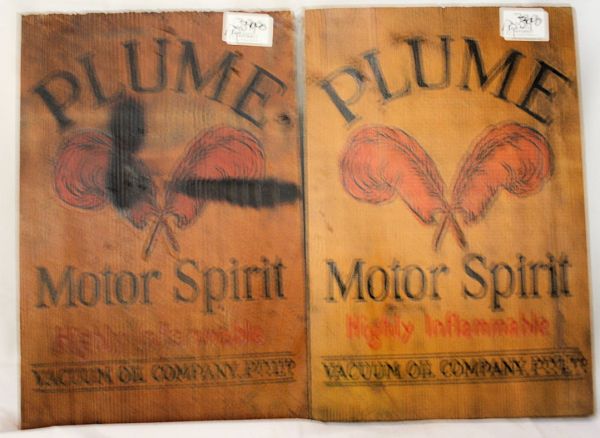 PLUME
Motor Spirit
Highly Inflammable
VACUUM OIL COMPANY. PTY LTD
PLUME
Motor Spirit
Highly Inflammable
VACUUM OIL COMPANY. PTY LTD